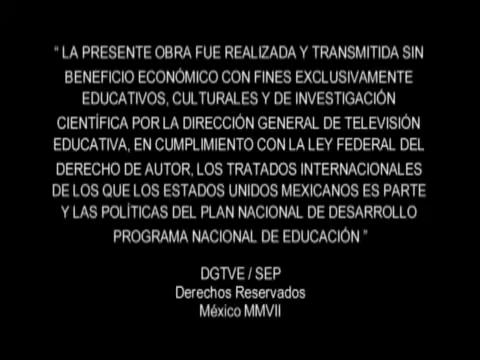 “ LA PRESENTE OBRA FUE REALIZADA Y TRANSMITIDA SIN
BENEFICIO ECONÓMICO CON FINES EXCLUSIVAMENTE
EDUCATIVOS, CULTURALES Y DE INVESTIGACIÓN
CIENTÍFICA POR LA DIRECCIÓN GENERAL DE TELEVISIÓN
EDUCATIVA, EN CUMPLIMIENTO CON LA LEY FEDERAL DEL
DERECHO DE AUTOR, LOS TRATADOS INTERNACIONALES
DE LOS QUE LOS ESTADOS UNIDOS MEXICANOS ES PARTE
Y LAS POLÍTICAS DEL PLAN NACIONAL DE DESARROLLO
PROGRAMA NACIONAL DE EDUCACIÓN ”
DGTVE / SEP
Derechos Reservados
México MMVII